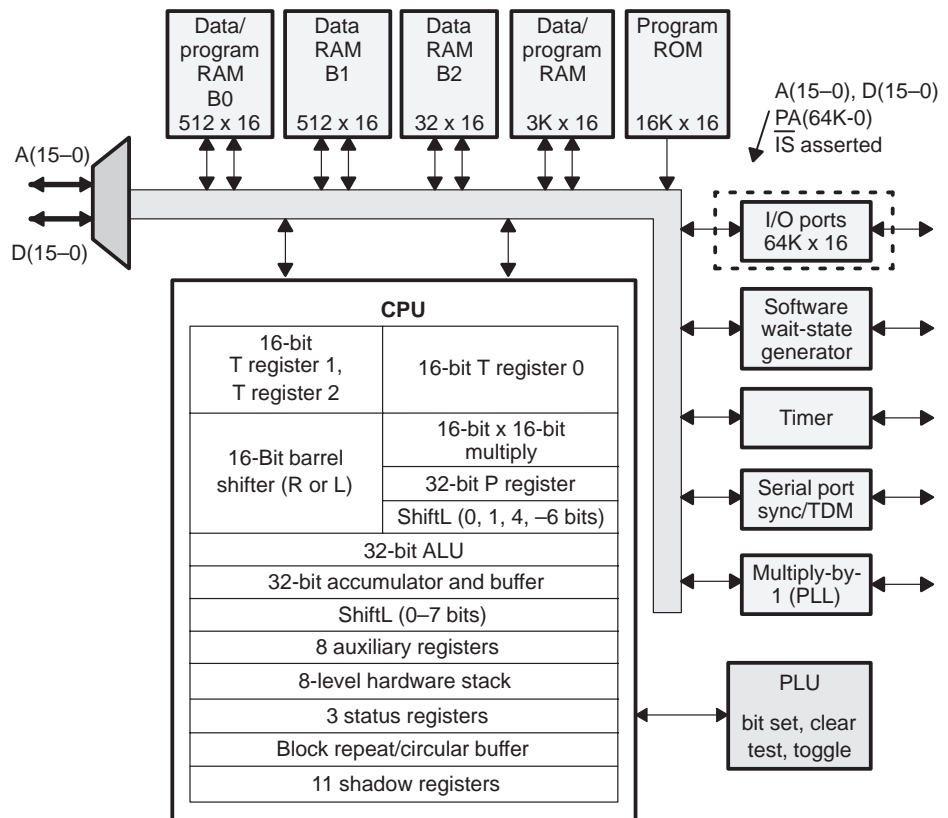 Data/
program
RAM
B0
512 x 16
Data
RAM
B1
512 x 16
Data
RAM
B2
32 x 16
Data/
program
RAM
3K x 16
Program
ROM
16K x 16
A(15–0), D(15–0)
PA(64K-0)
IS asserted
A(15–0)
D(15–0)
I/O ports
64K x 16
Software
wait-state
generator
Timer
Serial port
sync/TDM
Multiply-by-
1 (PLL)
CPU
16-bit
T register 1,
T register 2
16-bit T register 0
16-Bit barrel
shifter (R or L)
16-bit x 16-bit
multiply
32-bit P register
ShiftL (0, 1, 4, –6 bits)
32-bit ALU
32-bit accumulator and buffer
ShiftL (0–7 bits)
8 auxiliary registers
8-level hardware stack
3 status registers
Block repeat/circular buffer
11 shadow registers
PLU
bit set, clear
test, toggle